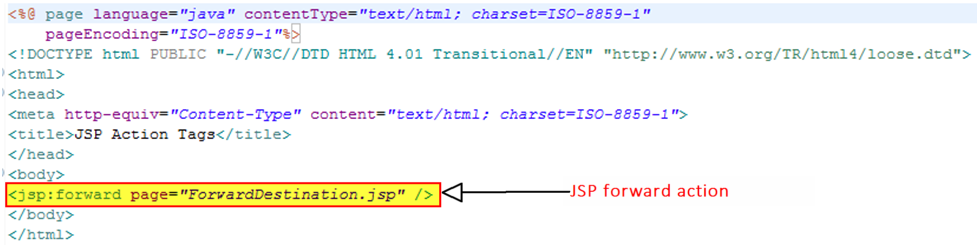 <%@ page language="java" contentType="text/html; charset=ISO-8859-1"
    pageEncoding="ISO-8859-1"%>
<!DOCTYPE html PUBLIC "-//W3C//DTD HTML 4.01 Transitional//EN" "http://www.w3.org/TR/html4/loose.dtd">
<html>
<head>
<meta http-equiv="Content-Type" content="text/html; charset=ISO-8859-1">
<title>JSP Action Tags</title>
</head>
<body>
<jsp:forward page="ForwardDestination.jsp" /> JSP forward action
</body>
</html>